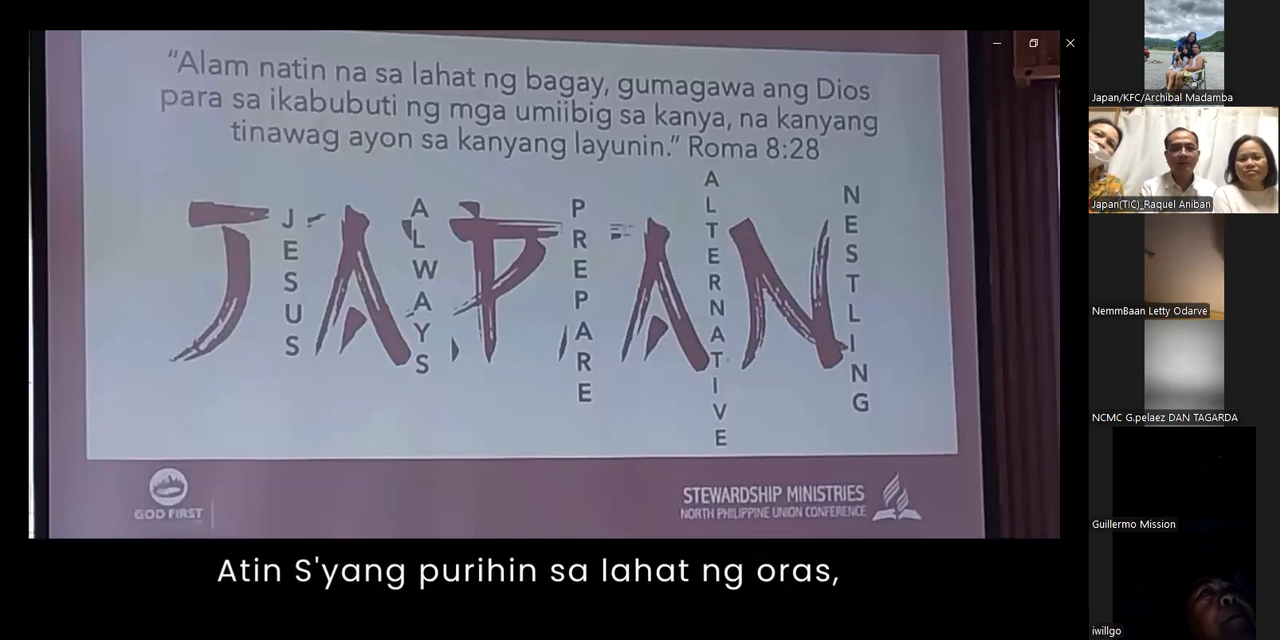 “Alam natin na sa lahat ng bagay, gumagawa ang Dios
para sa ikabubuti ng mga umiibig sa kanya, na kanyang
tinawag ayon sa kanyang layunin.” Roma 8:28
JAPAN
JESUS
ALWAYS
PREPARE
ALTERNATIVE
NESTLING
GOD FIRST
STEWARDSHIP MINISTRIES
NORTH PHILIPPINE UNION CONFERENCE
Atin S'yang purihin sa lahat ng oras,
Japan/KFC/Archibal Madamba
Japan(TIC)_Raquel Aniban
NemmBaan Letty Odarve
NCMC G.pelaez DAN TAGARDA
Guillermo Mission
iwillgo